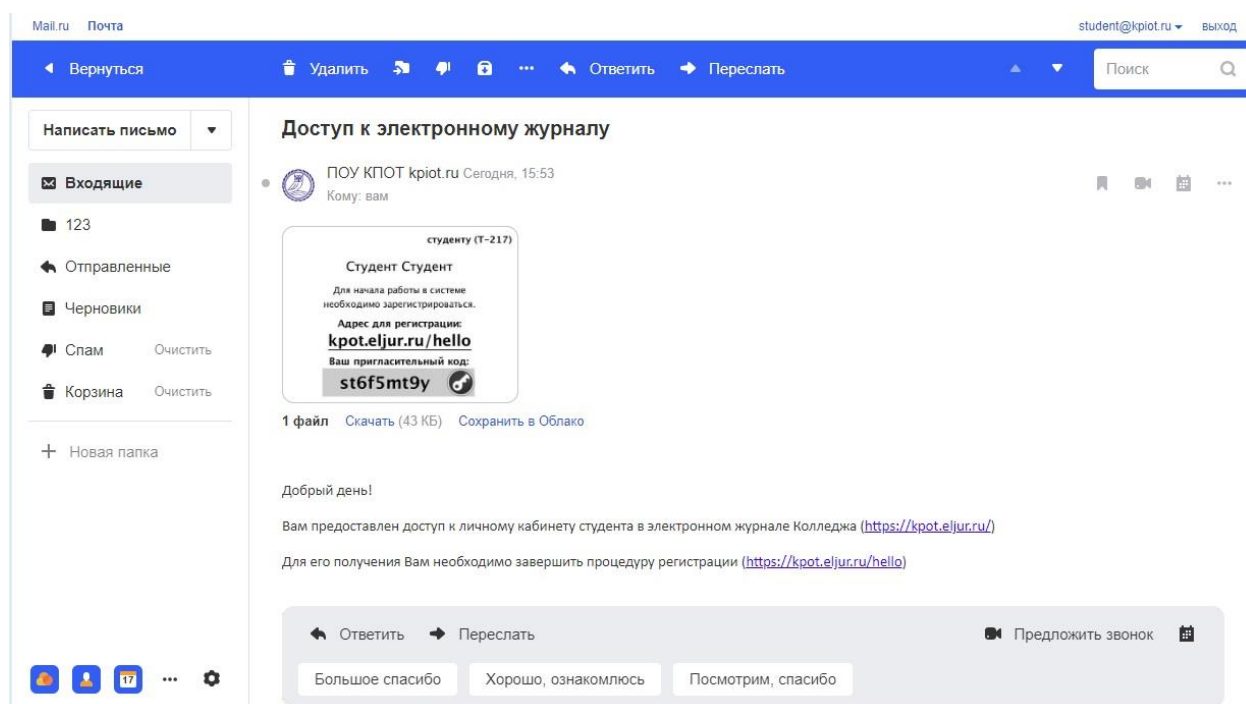 Mail.ru Почта student@kpiot.ru выход
Вернуться Удалить Ответить Переслать Поиск
Написать письмо
Входящие
123
Отправленные
Черновики
Спам Очистить
Корзина Очистить
Новая папка
17
Доступ к электронному журналу
ПОУ КПОТ kpiot.ru Сегодня, 15:53
Кому: вам
студенту (Т-217)
Студент Студент
Для начала работы в системе
необходимо зарегистрироваться.
Адрес для регистрации:
kpot.eljur.ru/hello
Ваш пригласительный код:
st6f5mt9y
1 файл Скачать (43 КБ) Сохранить в Облако
Добрый день!
Вам предоставлен доступ к личному кабинету студента в электронном журнале Колледжа (https://kpot.eljur.ru/)
Для его получения Вам необходимо завершить процедуру регистрации (https://kpot.eljur.ru/hello)
Ответить Переслать Предложить звонок
Большое спасибо Хорошо, ознакомлюсь Посмотрим, спасибо